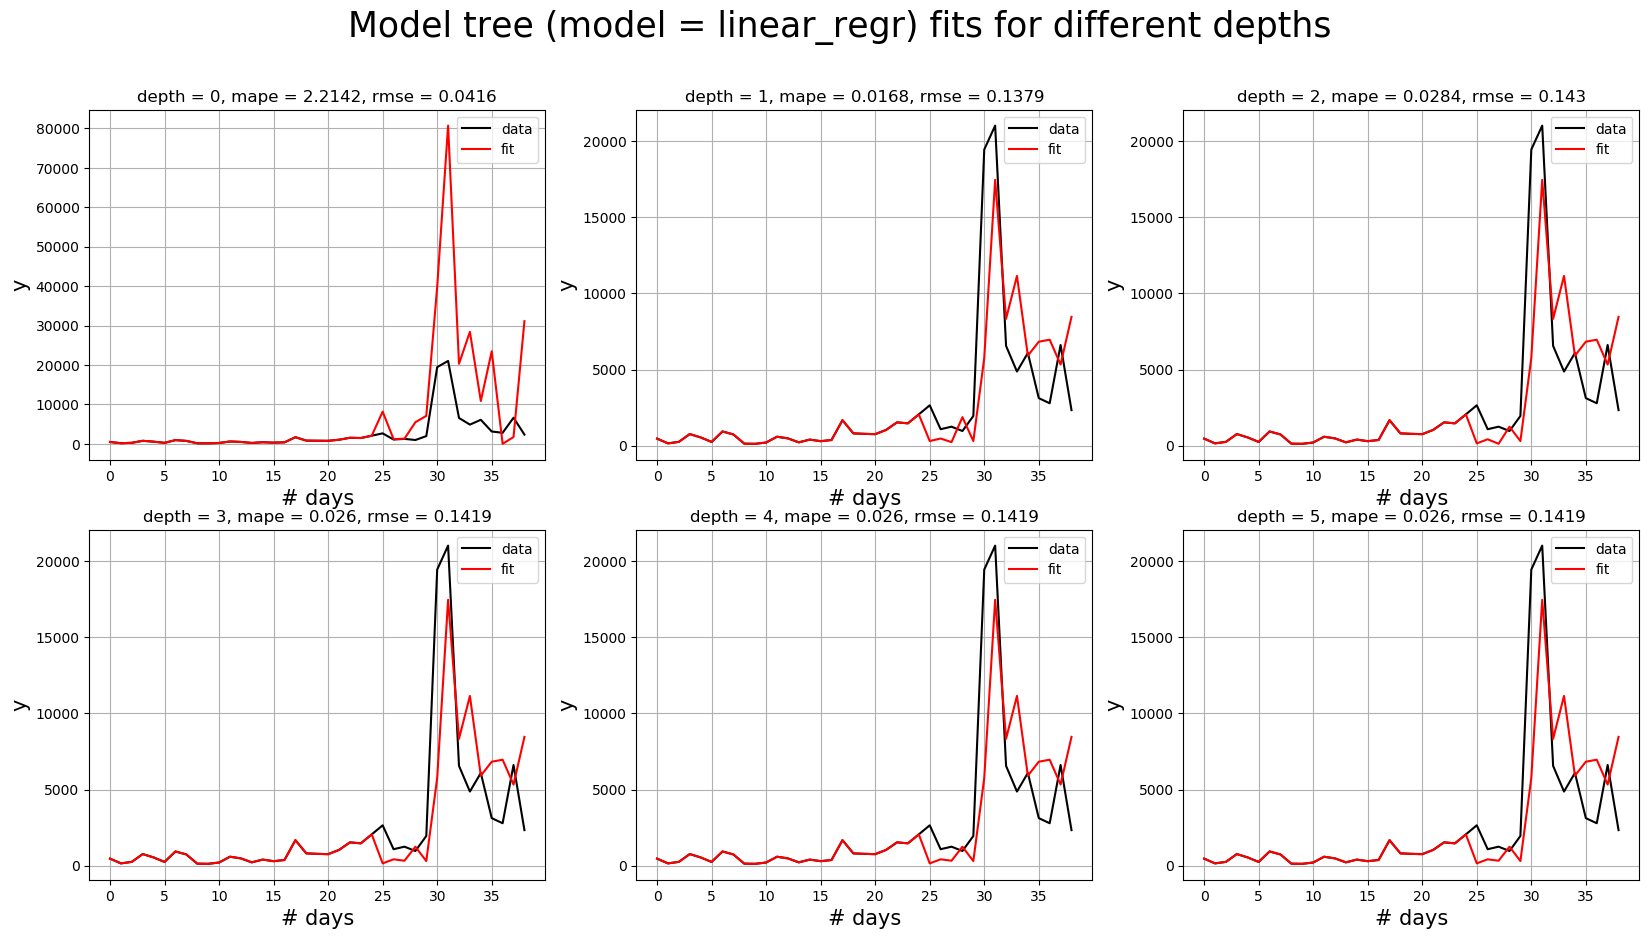 Model tree (model = linear_regr) fits for different depths
depth = 0, mape = 2.2142, rmse = 0.0416
80000
70000
60000
50000
40000
30000
20000
10000
0
y
data
fit
0 5 10 15 20 25 30 35
# days
depth = 1, mape = 0.0168, rmse = 0.1379
20000
15000
10000
5000
0
y
data
fit
0 5 10 15 20 25 30 35
# days
depth = 2, mape = 0.0284, rmse = 0.143
20000
15000
10000
5000
0
y
data
fit
0 5 10 15 20 25 30 35
# days
depth = 3, mape = 0.026, rmse = 0.1419
20000
15000
10000
5000
0
y
data
fit
0 5 10 15 20 25 30 35
# days
depth = 4, mape = 0.026, rmse = 0.1419
20000
15000
10000
5000
0
y
data
fit
0 5 10 15 20 25 30 35
# days
depth = 5, mape = 0.026, rmse = 0.1419
20000
15000
10000
5000
0
y
data
fit
0 5 10 15 20 25 30 35
# days